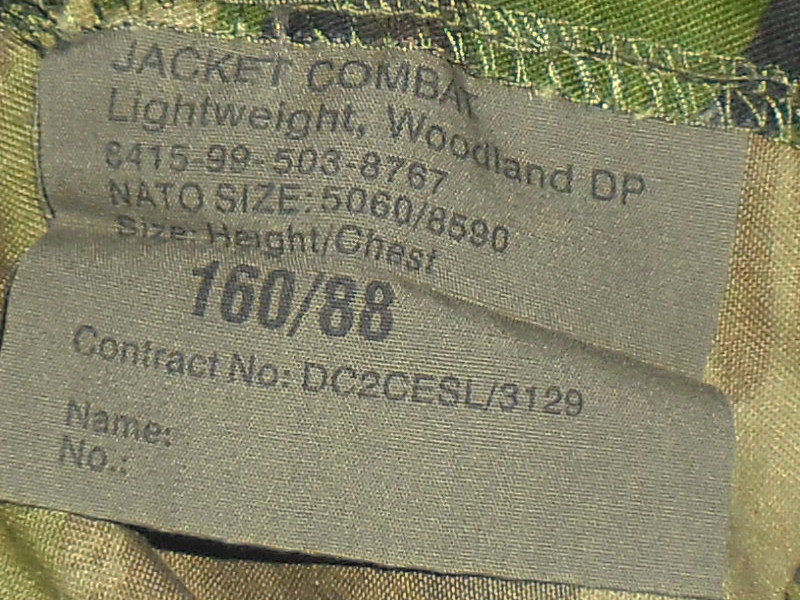 JACKET COMBAT
Lightweight, Woodland DP
8415-99-503-8767
NATO SIZE: 5060/8590
Size: Height/Chest
160/88
Contract No: DC2CESL/3129
Name:
No.: